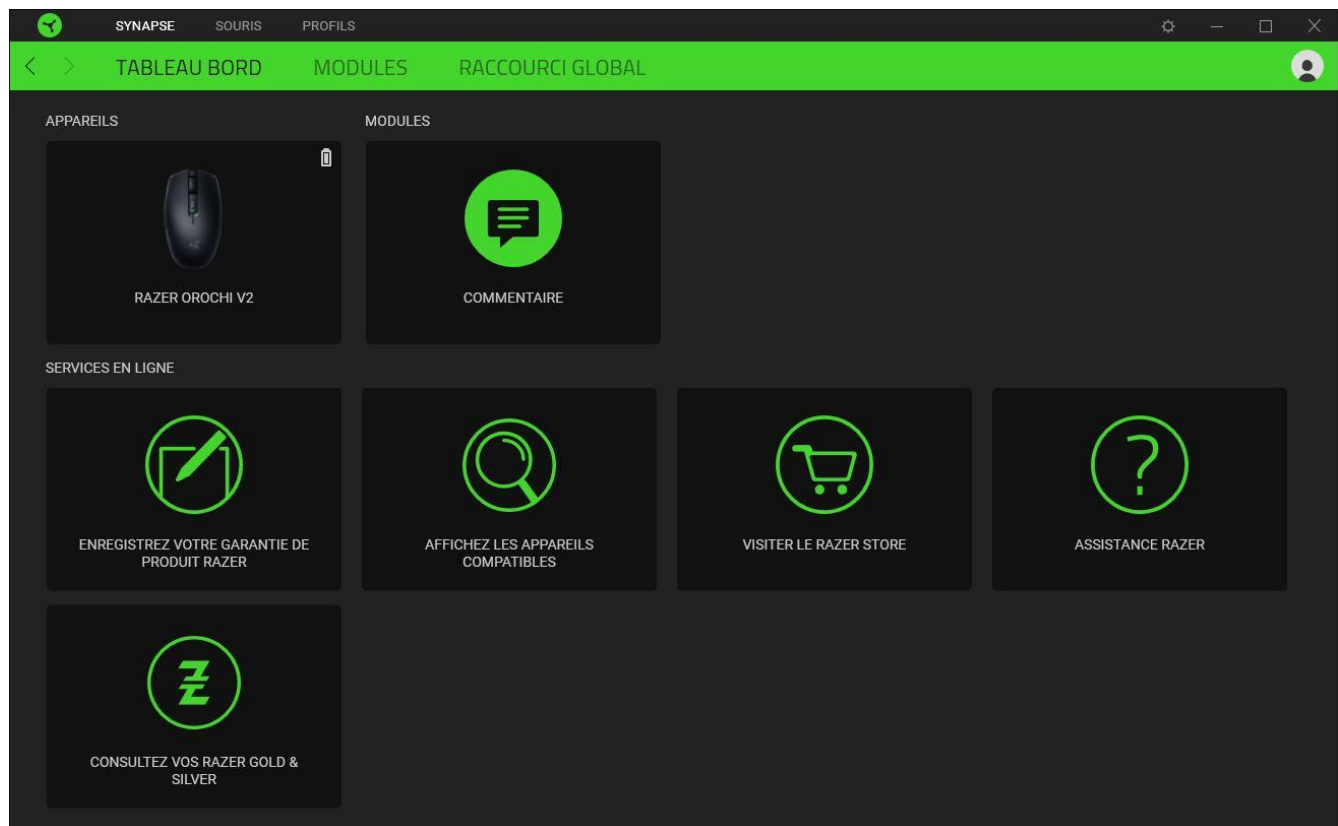 SYNAPSE SOURIS PROFILS
TABLEAU BORD MODULES RACCOURCI GLOBAL
APPAREILS
MODULES
RAZER OROCHI V2
COMMENTAIRE
SERVICES EN LIGNE
ENREGISTREZ VOTRE GARANTIE DE
PRODUIT RAZER
AFFICHEZ LES APPAREILS
COMPATIBLES
VISITER LE RAZER STORE
ASSISTANCE RAZER
CONSULTEZ VOS RAZER GOLD &
SILVER